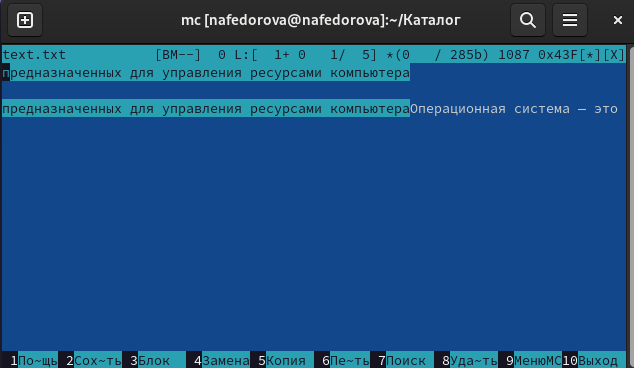 mc [nafedorova@nafedorova]:~/Каталог
text.txt [BM--] 0 L:[ 1+ 0 1/ 5] *(0 / 285b) 1087 0x43F[*][X]
предназначенных для управления ресурсами компьютера
предназначенных для управления ресурсами компьютераОперационная система — это
1По~щь 2Сох~ть 3Блок 4Замена 5Копия 6Пе~ть 7Поиск 8Уда~ть 9МенюMC 10Выход